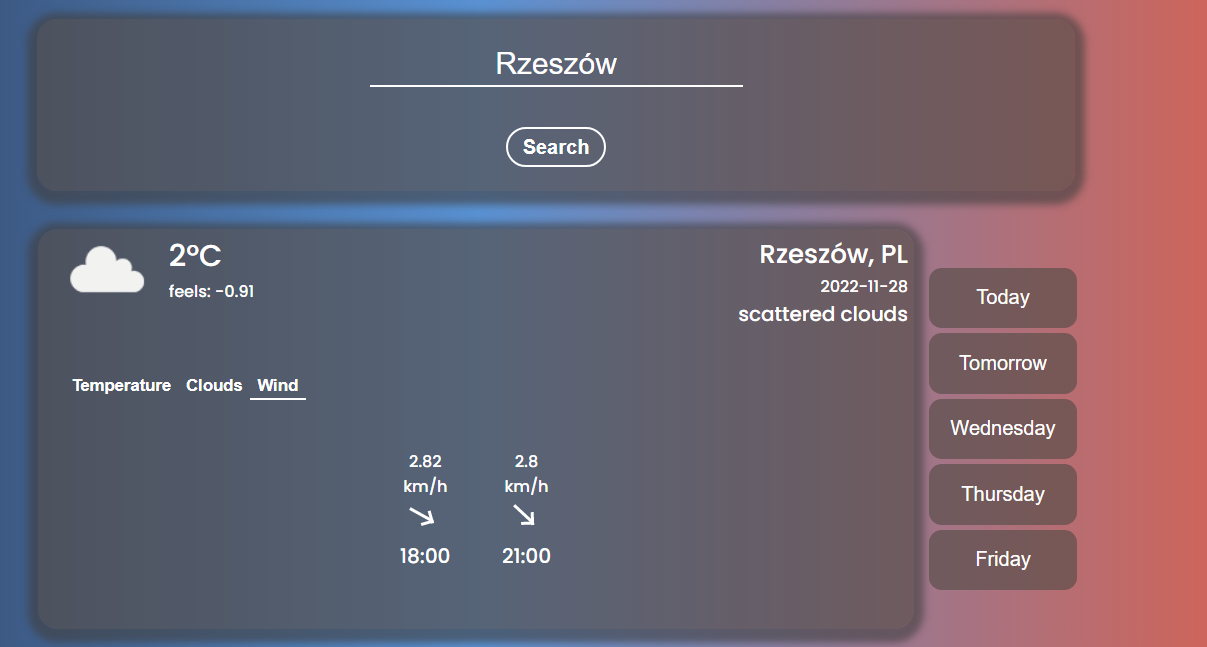 Rzeszów
Search
2°C
feels: -0.91
Rzeszów, PL
2022-11-28
scattered clouds
Temperature Clouds Wind
2.82 2.8
km/h km/h
18:00 21:00
Today
Tomorrow
Wednesday
Thursday
Friday